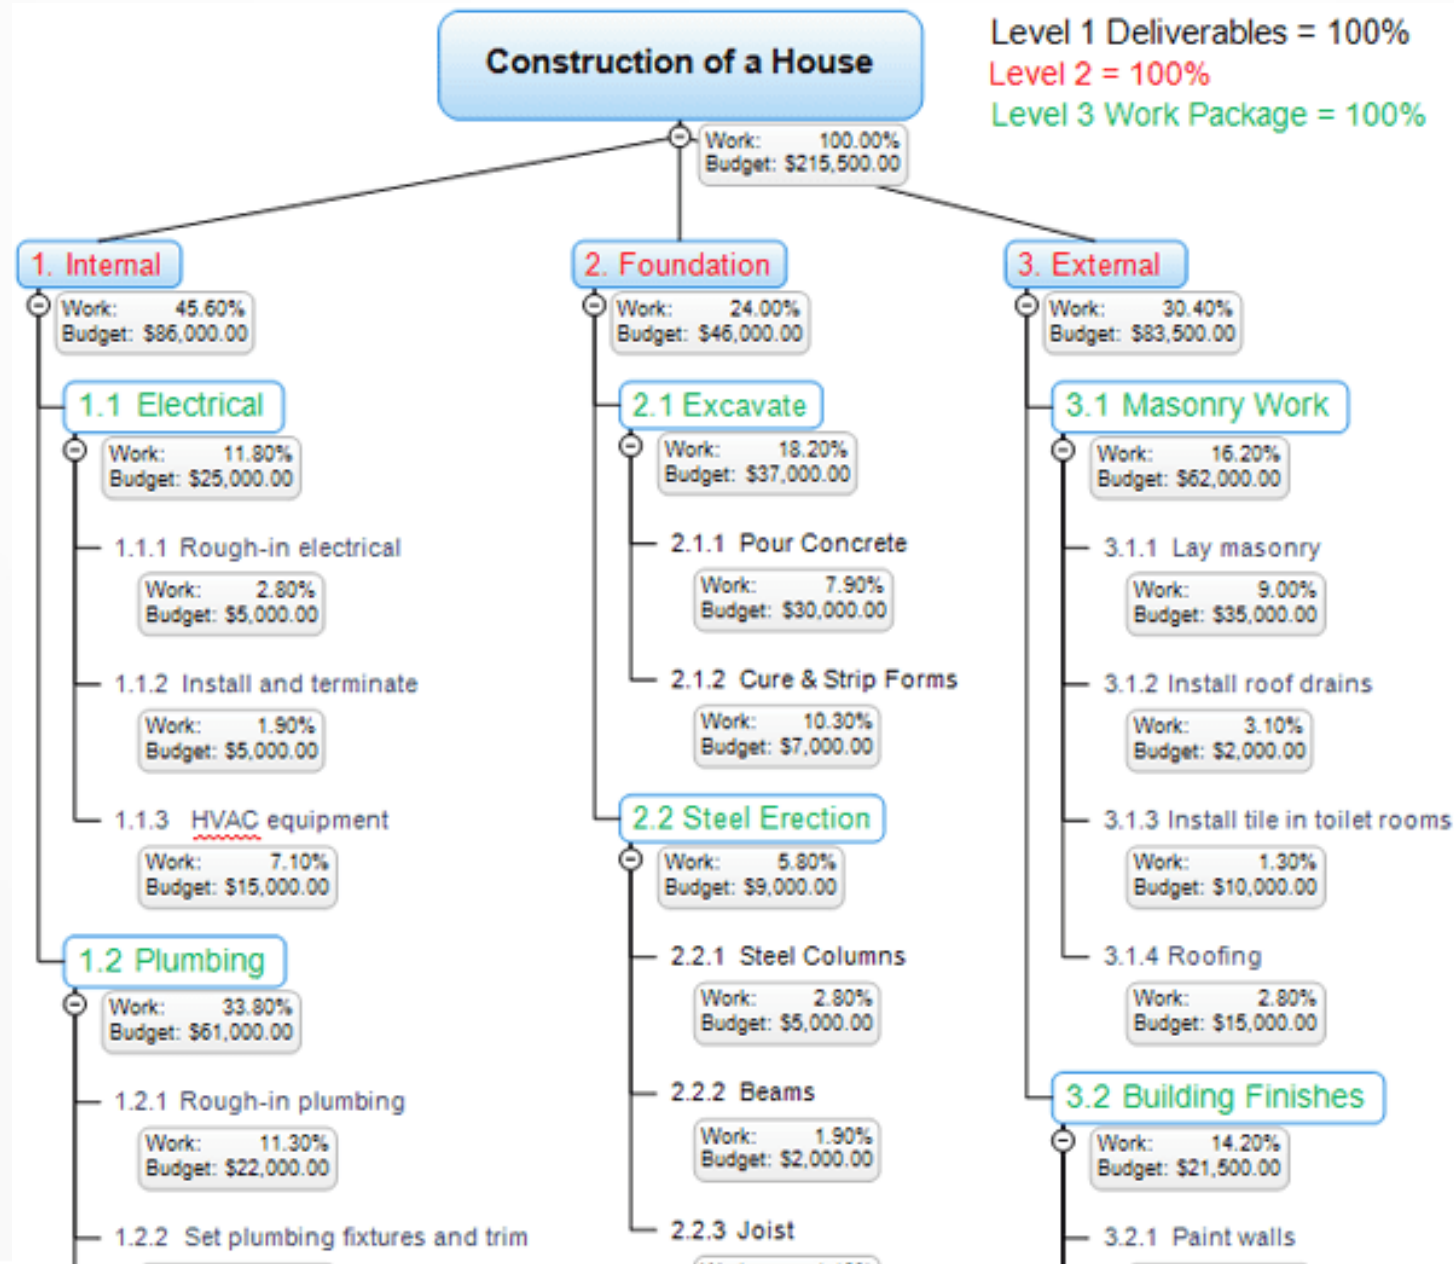 Construction of a House
Level 1 Deliverables = 100%
Level 2 = 100%
Level 3 Work Package = 100%
Work: 100.00%
Budget: $215,500.00
1. Internal
Work: 45.60%
Budget: $86,000.00
1.1 Electrical
Work: 11.80%
Budget: $25,000.00
1.1.1 Rough-in electrical
Work: 2.80%
Budget: $5,000.00
1.1.2 Install and terminate
Work: 1.90%
Budget: $5,000.00
1.1.3 HVAC equipment
Work: 7.10%
Budget: $15,000.00
1.2 Plumbing
Work: 33.80%
Budget: $61,000.00
1.2.1 Rough-in plumbing
Work: 11.30%
Budget: $22,000.00
1.2.2 Set plumbing fixtures and trim
2. Foundation
Work: 24.00%
Budget: $46,000.00
2.1 Excavate
Work: 18.20%
Budget: $37,000.00
2.1.1 Pour Concrete
Work: 7.90%
Budget: $30,000.00
2.1.2 Cure & Strip Forms
Work: 10.30%
Budget: $7,000.00
2.2 Steel Erection
Work: 5.80%
Budget: $9,000.00
2.2.1 Steel Columns
Work: 2.80%
Budget: $5,000.00
2.2.2 Beams
Work: 1.90%
Budget: $2,000.00
2.2.3 Joist
3. External
Work: 30.40%
Budget: $83,500.00
3.1 Masonry Work
Work: 16.20%
Budget: $62,000.00
3.1.1 Lay masonry
Work: 9.00%
Budget: $35,000.00
3.1.2 Install roof drains
Work: 3.10%
Budget: $2,000.00
3.1.3 Install tile in toilet rooms
Work: 1.30%
Budget: $10,000.00
3.1.4 Roofing
Work: 2.80%
Budget: $15,000.00
3.2 Building Finishes
Work: 14.20%
Budget: $21,500.00
3.2.1 Paint walls